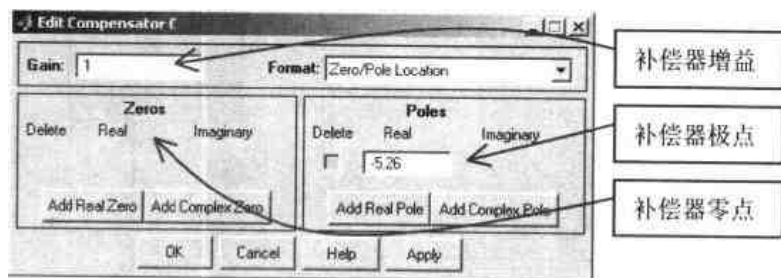 Edit Compensator C
Gain: 1 Format: Zero/Pole Location
补偿器增益
Zeros Poles
Delete Real Imaginary Delete Real Imaginary
-5.26
补偿器极点
Add Real Zero Add Complex Zero Add Real Pole Add Complex Pole
补偿器零点
OK Cancel Help Apply